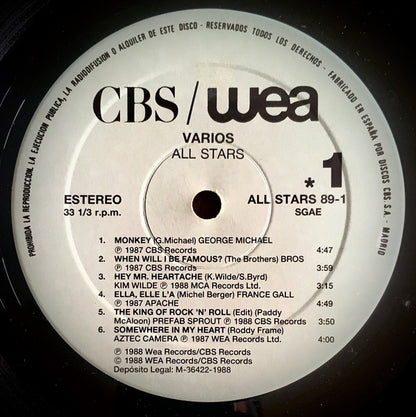 PROHIBIDA LA REPRODUCCION, LA EJECUCION PUBLICA, LA RADIODIFUSION O ALQUILER DE ESTE DISCO - RESERVADOS TODOS LOS DERECHOS - FABRICADO EN ESPAÑA POR DISCOS CBS S.A. - MADRID
CBS / wea
VARIOS
ALL STARS
* 1
ESTEREO ALL STARS 89-1
33 1/3 r.p.m. SGAE
1. MONKEY (G.Michael) GEORGE MICHAEL
℗ 1987 CBS Records 4:47
2. WHEN WILL I BE FAMOUS? (The Brothers) BROS
℗ 1987 CBS Records 3:59
3. HEY MR. HEARTACHE (K.Wilde/S.Byrd)
KIM WILDE ℗ 1988 MCA Records Ltd. 3:15
4. ELLA, ELLE L'A (Michel Berger) FRANCE GALL
℗ 1987 APACHE 4:49
5. THE KING OF ROCK 'N' ROLL (Edit) (Paddy
McAloon) PREFAB SPROUT ℗ 1988 CBS Records 3:50
6. SOMEWHERE IN MY HEART (Roddy Frame)
AZTEC CAMERA ℗ 1987 WEA Records Ltd. 4:00
℗ 1988 Wea Records/CBS Records
© 1988 Wea Records/CBS Records
Depósito Legal: M-36422-1988